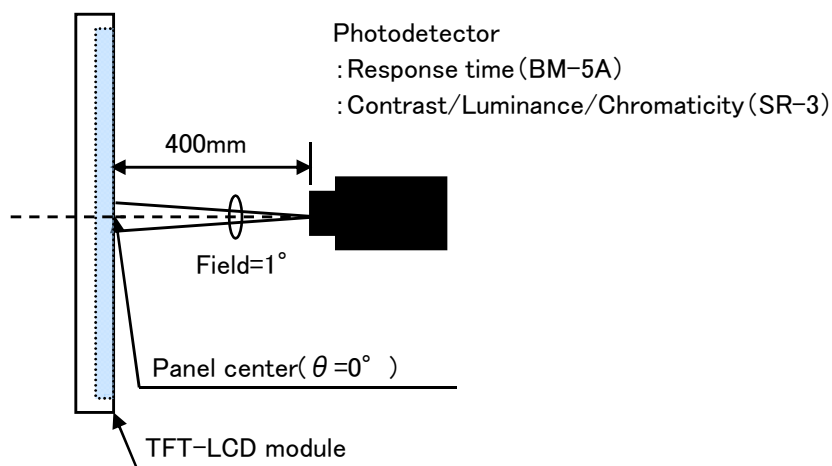 Photodetector
:Response time(BM-5A)
:Contrast/Luminance/Chromaticity(SR-3)
400mm
Field=1°
Panel center(θ=0° )
TFT-LCD module